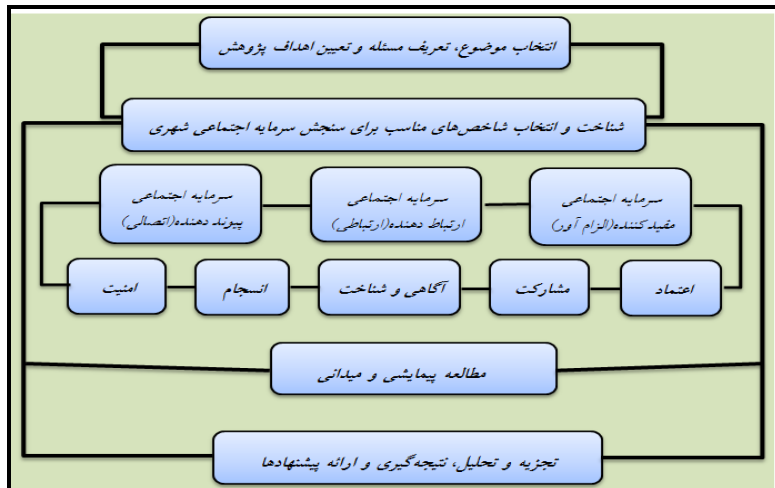 انتخاب موضوع، تعریف مسئله و تعیین اهداف پژوهش
شناخت و انتخاب شاخص‌های مناسب برای سنجش سرمایه اجتماعی شهری
سرمایه اجتماعی
مقیدکننده(الزام آور)
سرمایه اجتماعی
ارتباط دهنده(ارتباطی)
سرمایه اجتماعی
پیوند دهنده(اتصالی)
اعتماد
مشارکت
آگاهی و شناخت
انسجام
امنیت
مطالعه پیمایشی و میدانی
تجزیه و تحلیل، نتیجه‌گیری و ارائه پیشنهادها